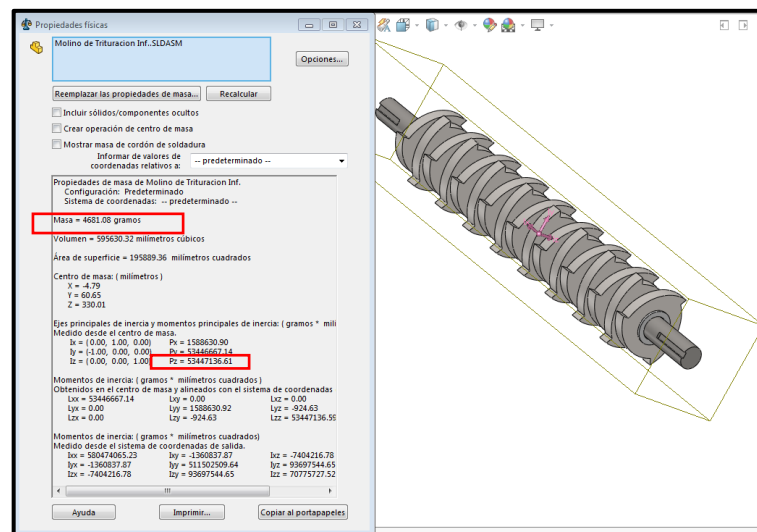 Propiedades físicas
Molino de Trituracion Inf..SLDASM
Opciones...
Reemplazar las propiedades de masa... Recalcular
Incluir sólidos/componentes ocultos
Crear operación de centro de masa
Mostrar masa de cordón de soldadura
Informar de valores de
coordenadas relativos a: -- predeterminado --
Propiedades de masa de Molino de Trituracion Inf.
Configuración: Predeterminado
Sistema de coordenadas: -- predeterminado --
Masa = 4681.08 gramos
Volumen = 595630.32 milímetros cúbicos
Área de superficie = 195889.36 milímetros cuadrados
Centro de masa: ( milímetros )
X = -4.79
Y = 60.65
Z = 330.01
Ejes principales de inercia y momentos principales de inercia: ( gramos * mili
Medido desde el centro de masa.
Ix = ( 0.00, 1.00, 0.00) Px = 1588630.90
Iy = (-1.00, 0.00, 0.00) Py = 53446667.14
Iz = ( 0.00, 0.00, 1.00) Pz = 53447136.61
Momentos de inercia: ( gramos * milímetros cuadrados )
Obtenidos en el centro de masa y alineados con el sistema de coordenadas
Lxx = 53446667.14 Lxy = 0.00 Lxz = 0.00
Lyx = 0.00 Lyy = 1588630.92 Lyz = -924.63
Lzx = 0.00 Lzy = -924.63 Lzz = 53447136.59
Momentos de inercia: ( gramos * milímetros cuadrados)
Medido desde el sistema de coordenadas de salida.
Ixx = 580474065.23 Ixy = -1360837.87 Ixz = -7404216.78
Iyx = -1360837.87 Iyy = 511502509.64 Iyz = 93697544.65
Izx = -7404216.78 Izy = 93697544.65 Izz = 70775727.52
Ayuda Imprimir... Copiar al portapapeles